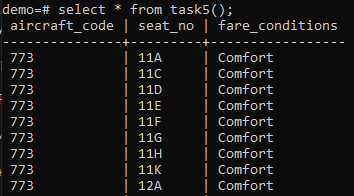 demo=# select * from task5();
aircraft_code | seat_no | fare_conditions
--------------+---------+-----------------
773 | 11A | Comfort
773 | 11C | Comfort
773 | 11D | Comfort
773 | 11E | Comfort
773 | 11F | Comfort
773 | 11G | Comfort
773 | 11H | Comfort
773 | 11K | Comfort
773 | 12A | Comfort